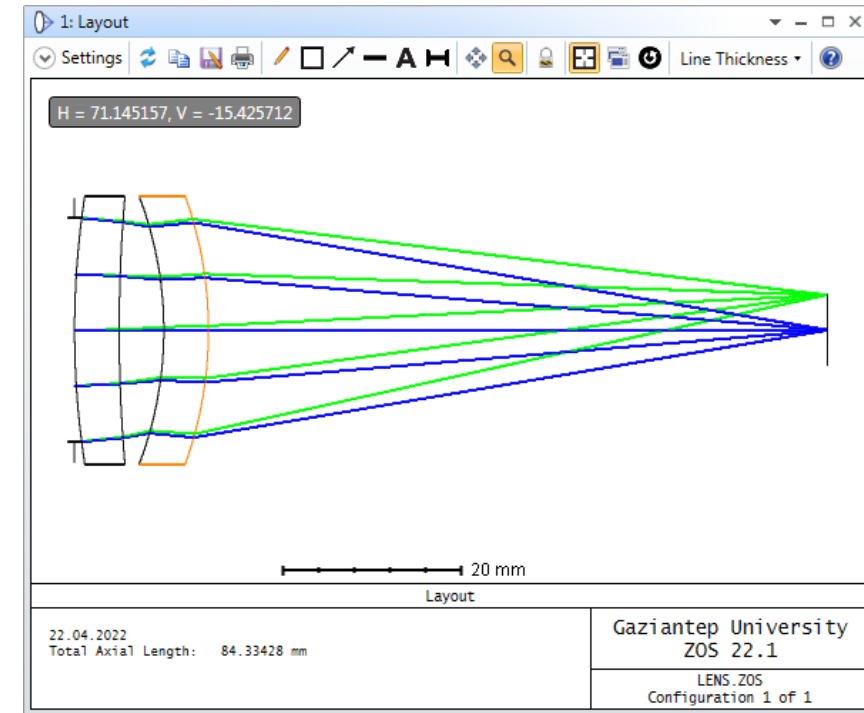 1: Layout
Settings A Line Thickness
H = 71.145157, V = -15.425712
20 mm
Layout
22.04.2022
Total Axial Length: 84.33428 mm
Gaziantep University
ZOS 22.1
LENS.ZOS
Configuration 1 of 1